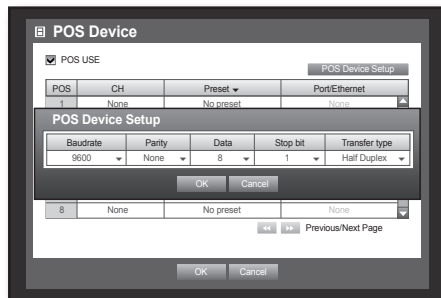 POS Device
POS USE
POS Device Setup
POS CH Preset Port/Ethernet
1 None No preset None
POS Device Setup
Baudrate Parity Data Stop bit Transfer type
9600 None 8 1 Half Duplex
OK Cancel
8 None No preset None
Previous/Next Page
OK Cancel